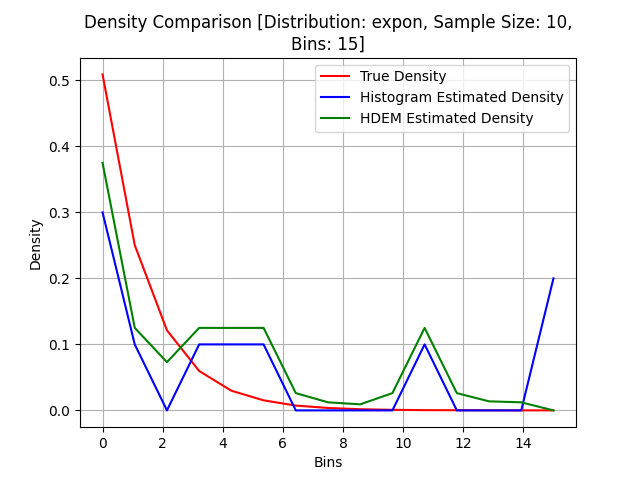 Density Comparison [Distribution: expon, Sample Size: 10,
Bins: 15]
True Density
Histogram Estimated Density
HDEM Estimated Density
Density
0.5
0.4
0.3
0.2
0.1
0.0
0 2 4 6 8 10 12 14
Bins